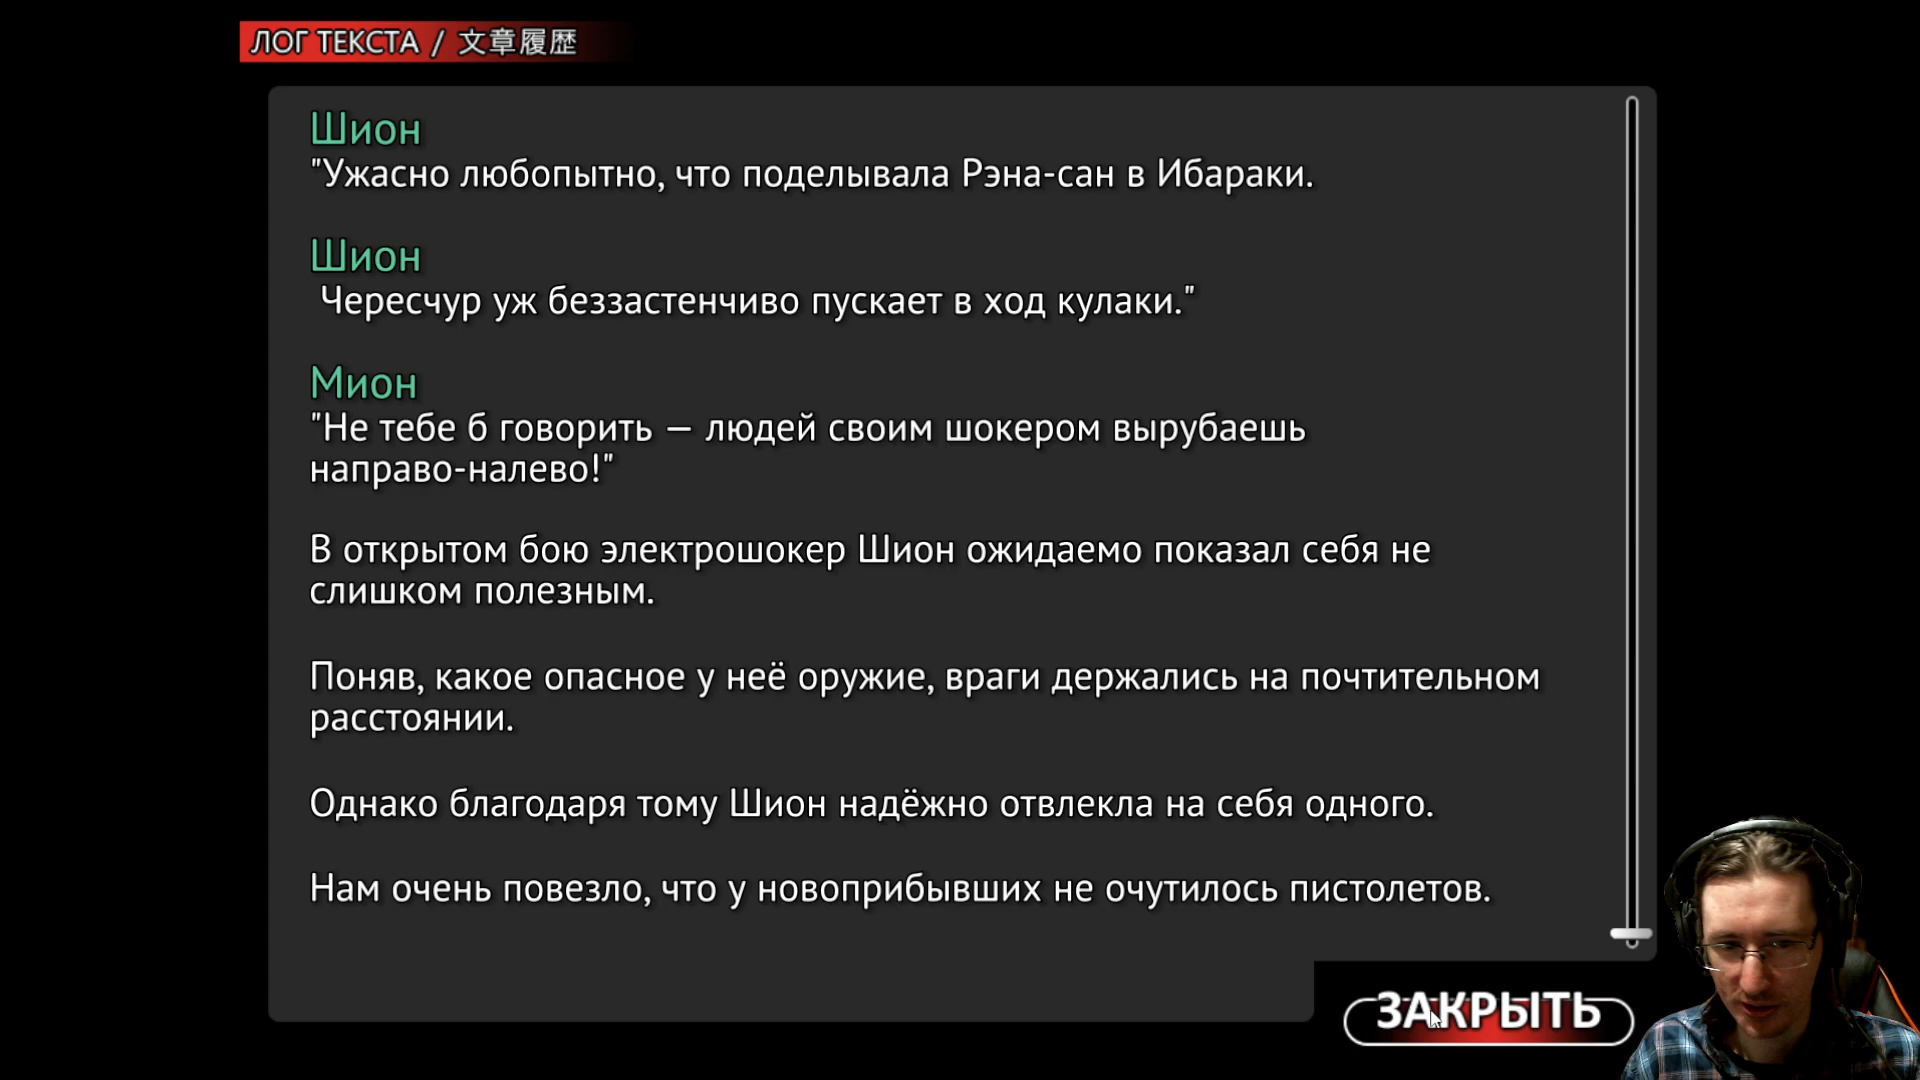 ЛОГ ТЕКСТА / 文章履歴
Шион
"Ужасно любопытно, что поделывала Рэна-сан в Ибараки.
Шион
Чересчур уж беззастенчиво пускает в ход кулаки."
Мион
"Не тебе б говорить — людей своим шокером вырубаешь
направо-налево!"
В открытом бою электрошокер Шион ожидаемо показал себя не
слишком полезным.
Поняв, какое опасное у неё оружие, враги держались на почтительном
расстоянии.
Однако благодаря тому Шион надёжно отвлекла на себя одного.
Нам очень повезло, что у новоприбывших не очутилось пистолетов.
ЗАКРЫТЬ